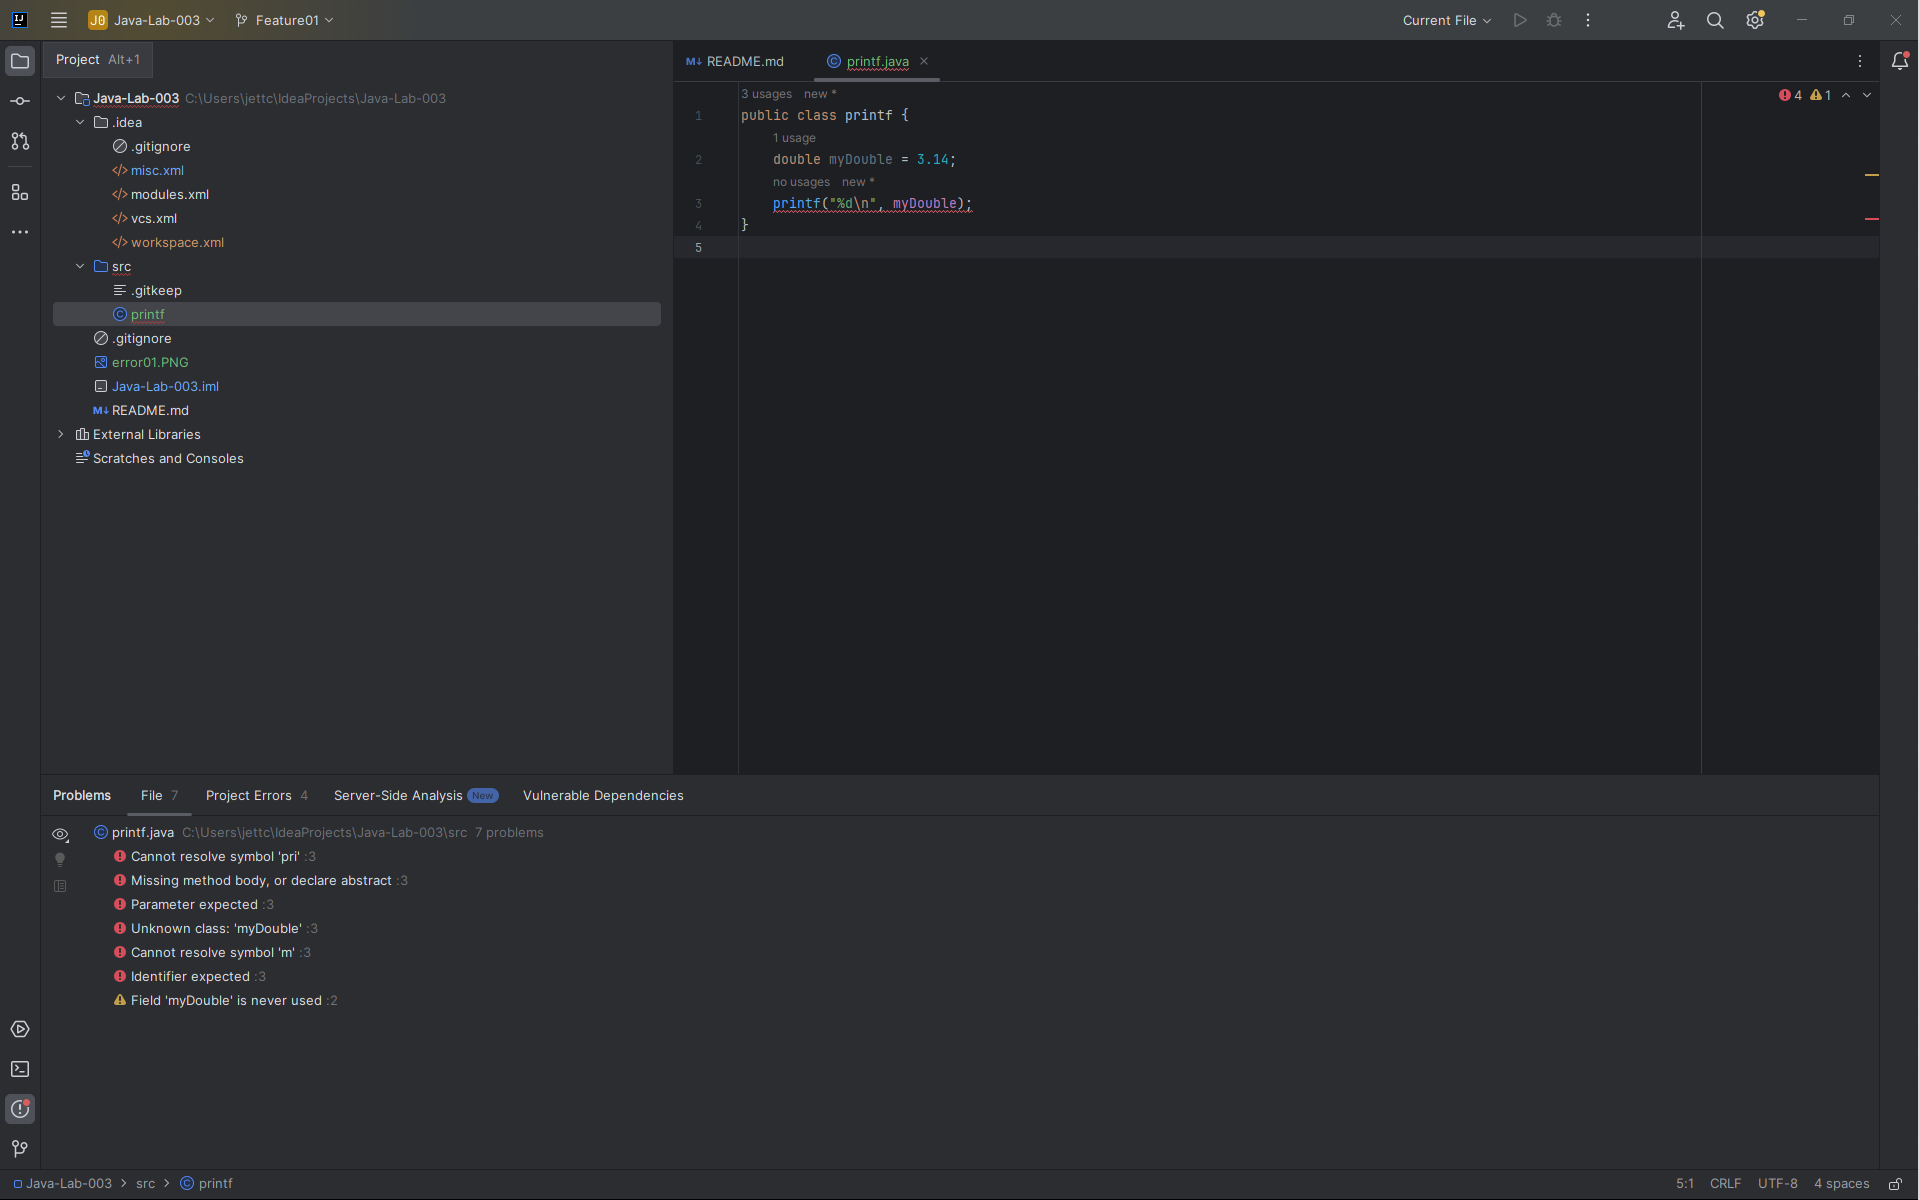 J0 Java-Lab-003 Feature01 Current File
Project Alt+1
Java-Lab-003 C:\Users\jettc\IdeaProjects\Java-Lab-003
.idea
.gitignore
</> misc.xml
</> modules.xml
</> vcs.xml
</> workspace.xml
src
.gitkeep
printf
.gitignore
error01.PNG
Java-Lab-003.iml
M↓ README.md
External Libraries
Scratches and Consoles
M↓ README.md printf.java
4 1
3 usages new *
1 public class printf {
1 usage
2 double myDouble = 3.14;
no usages new *
3 printf("%d\n", myDouble);
4 }
5
Problems File 7 Project Errors 4 Server-Side Analysis New Vulnerable Dependencies
printf.java C:\Users\jettc\IdeaProjects\Java-Lab-003\src 7 problems
Cannot resolve symbol 'pri' :3
Missing method body, or declare abstract :3
Parameter expected :3
Unknown class: 'myDouble' :3
Cannot resolve symbol 'm' :3
Identifier expected :3
Field 'myDouble' is never used :2
Java-Lab-003 > src > printf 5:1 CRLF UTF-8 4 spaces